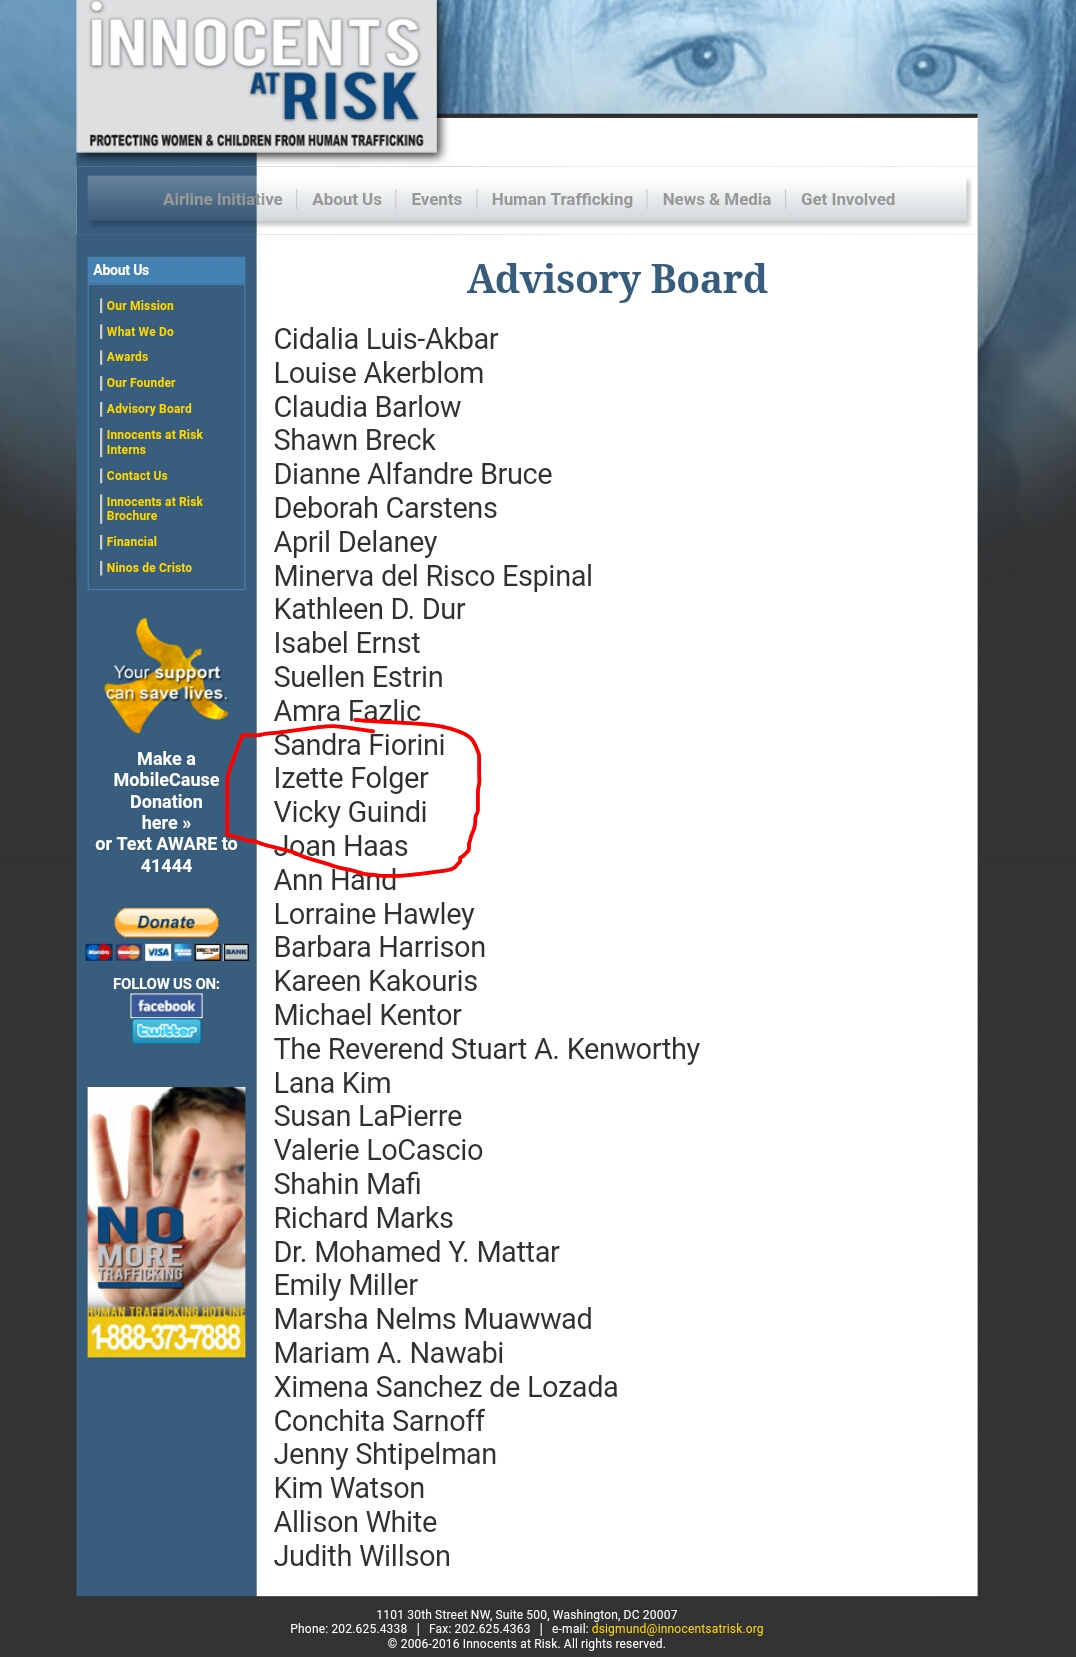 iNNOCENTS
AT RISK
PROTECTING WOMEN & CHILDREN FROM HUMAN TRAFFICKING
Airline Initiative | About Us | Events | Human Trafficking | News & Media | Get Involved
About Us
Our Mission
What We Do
Awards
Our Founder
Advisory Board
Innocents at Risk
Interns
Contact Us
Innocents at Risk
Brochure
Financial
Ninos de Cristo
Your support
can save lives.
Make a
MobileCause
Donation
here »
or Text AWARE to
41444
Donate
Maestro
MasterCard
VISA
DISCOVER
BANK
FOLLOW US ON:
facebook
twitter
NO
MORE
TRAFFICKING
HUMAN TRAFFICKING HOTLINE
1-888-373-7888
Advisory Board
Cidalia Luis-Akbar
Louise Akerblom
Claudia Barlow
Shawn Breck
Dianne Alfandre Bruce
Deborah Carstens
April Delaney
Minerva del Risco Espinal
Kathleen D. Dur
Isabel Ernst
Suellen Estrin
Amra Fazlic
Sandra Fiorini
Izette Folger
Vicky Guindi
Joan Haas
Ann Hand
Lorraine Hawley
Barbara Harrison
Kareen Kakouris
Michael Kentor
The Reverend Stuart A. Kenworthy
Lana Kim
Susan LaPierre
Valerie LoCascio
Shahin Mafi
Richard Marks
Dr. Mohamed Y. Mattar
Emily Miller
Marsha Nelms Muawwad
Mariam A. Nawabi
Ximena Sanchez de Lozada
Conchita Sarnoff
Jenny Shtipelman
Kim Watson
Allison White
Judith Willson
1101 30th Street NW, Suite 500, Washington, DC 20007
Phone: 202.625.4338 | Fax: 202.625.4363 | e-mail: dsigmund@innocentsatrisk.org
© 2006-2016 Innocents at Risk. All rights reserved.